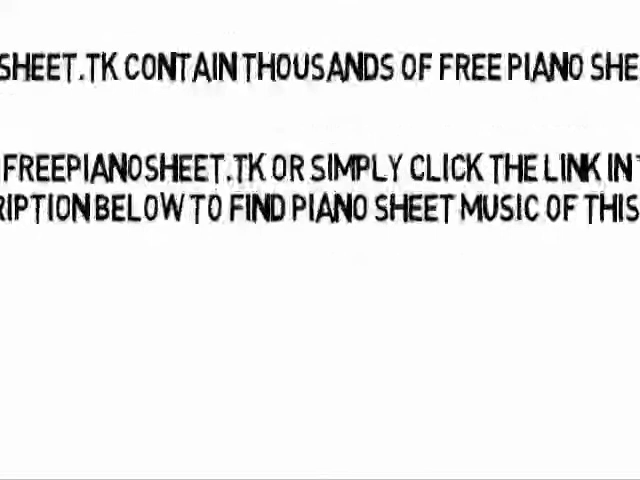 SHEET.TK CONTAIN THOUSANDS OF FREE PIANO SHE
FREEPIANOSHEET.TK OR SIMPLY CLICK THE LINK IN
RIPTION BELOW TO FIND PIANO SHEET MUSIC OF THIS